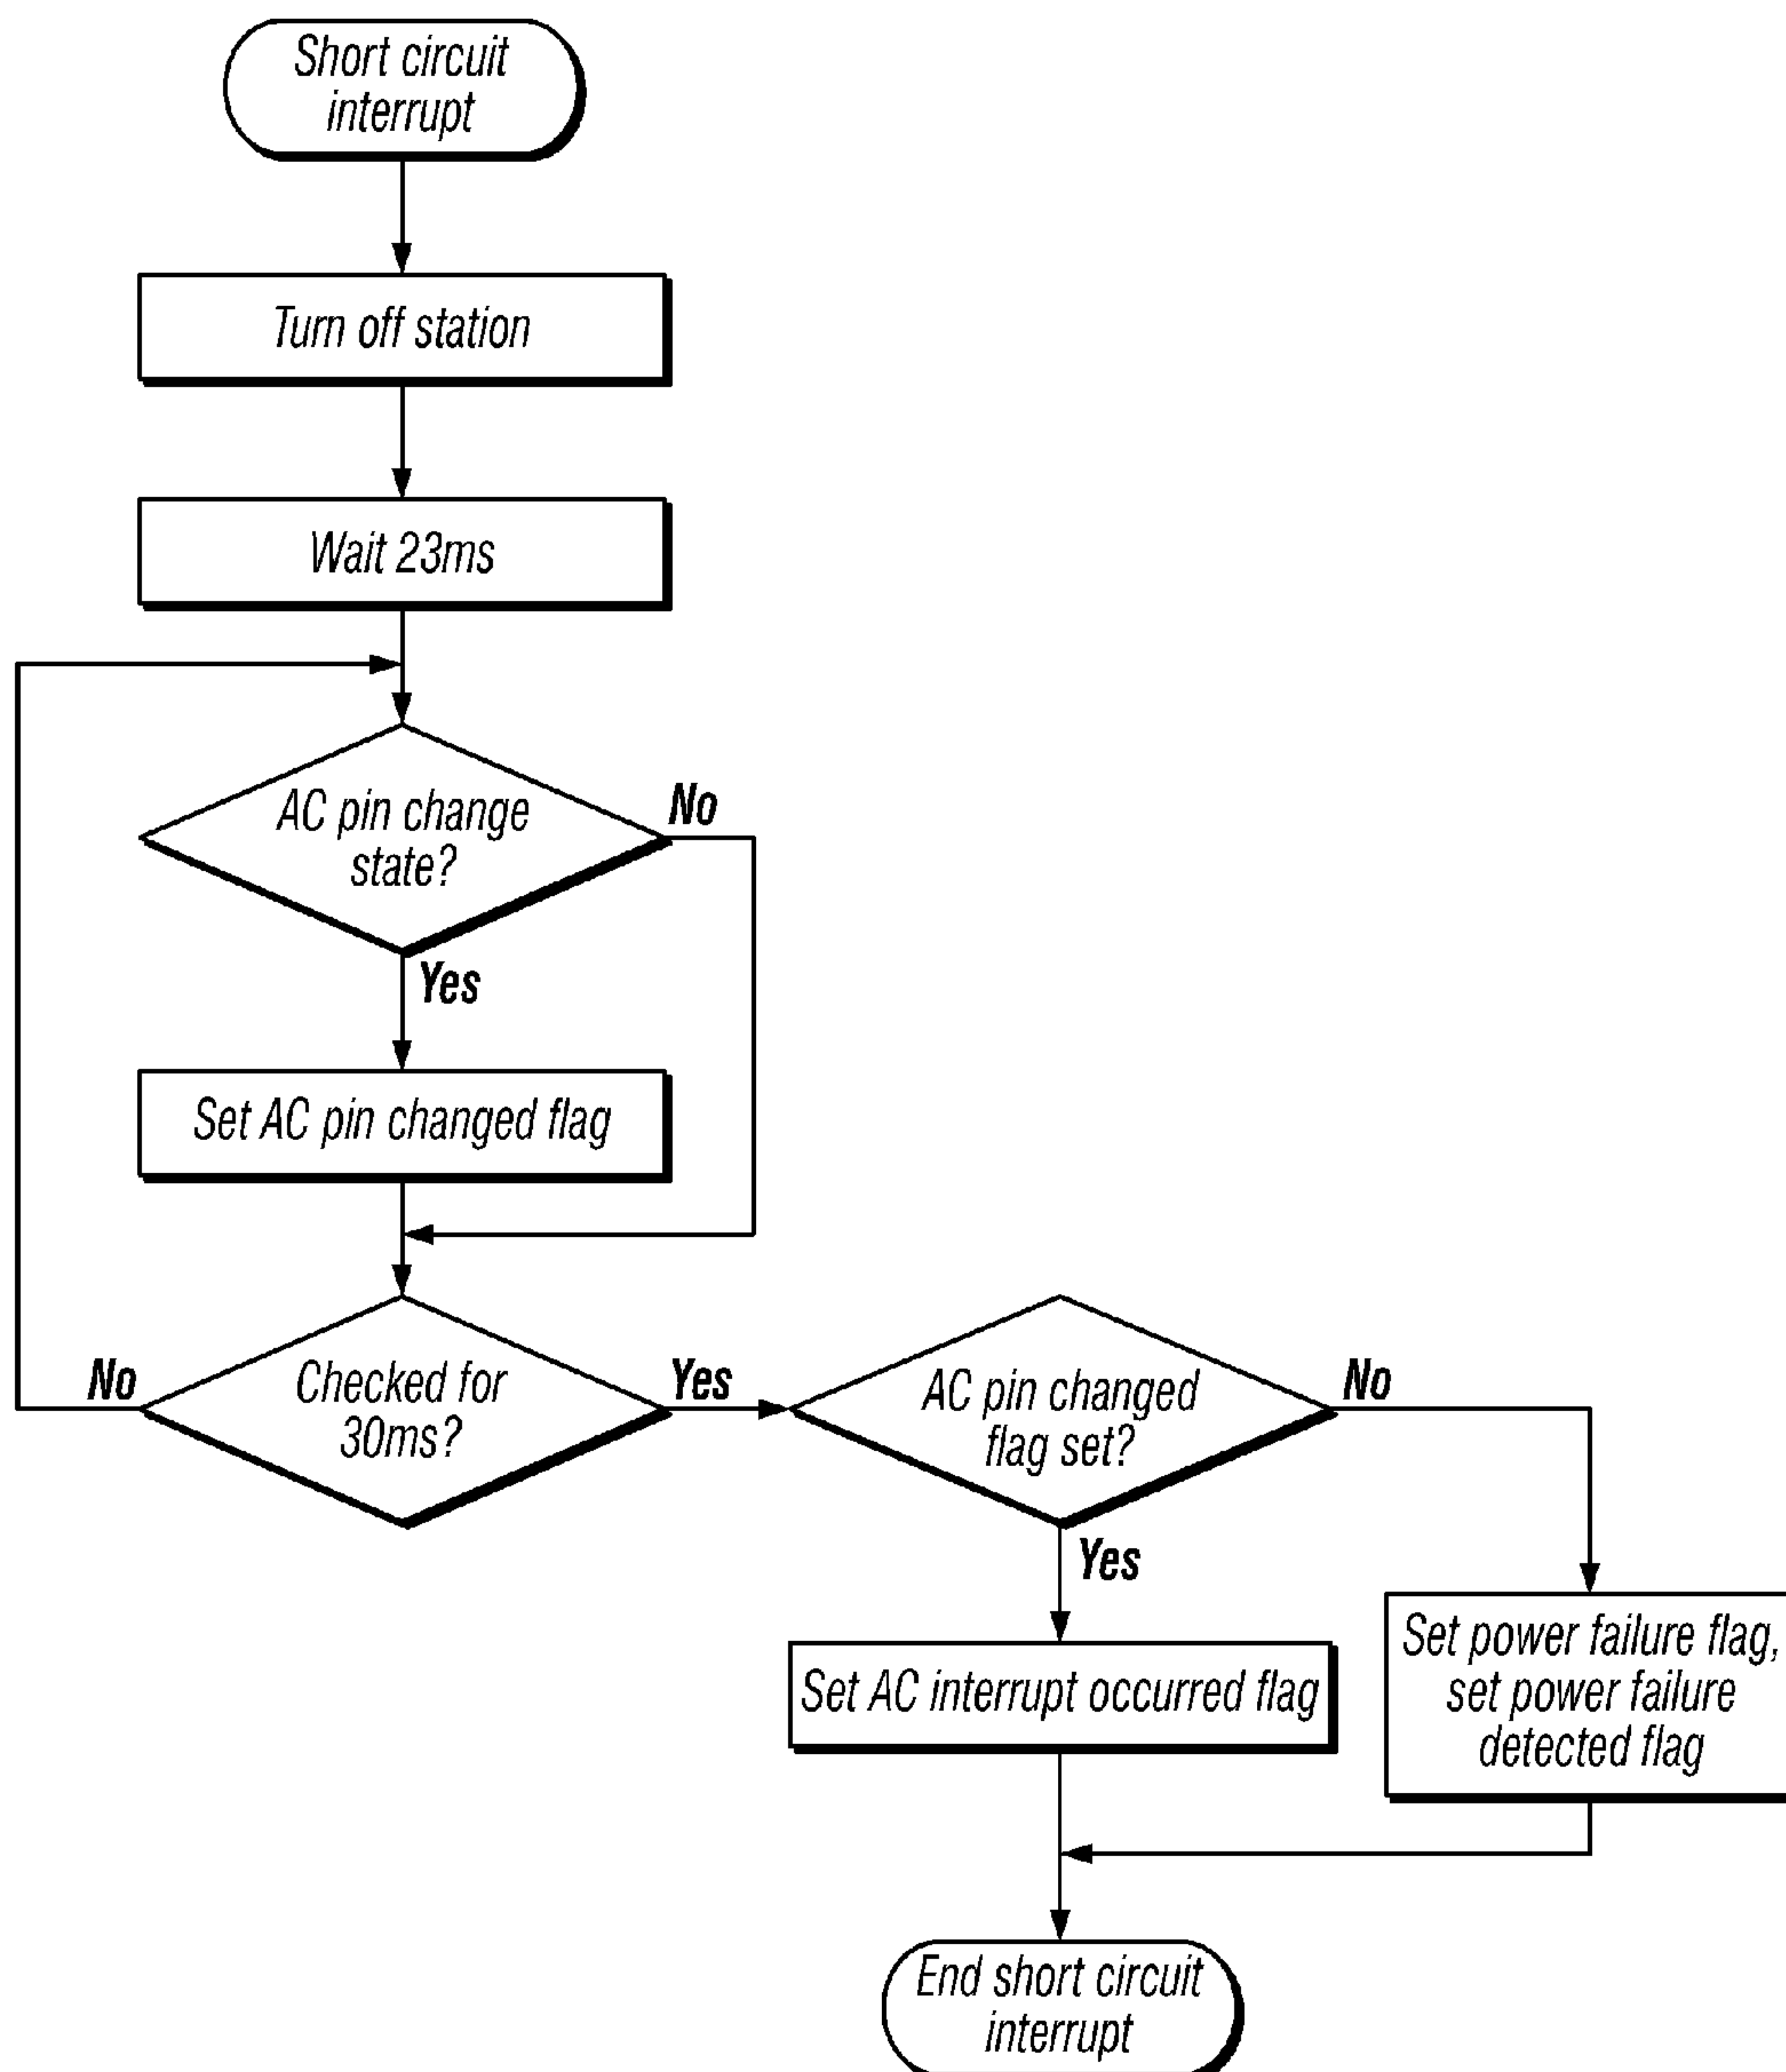 Short circuit
interrupt
Turn off station
Wait 23ms
AC pin change
state?
No
Yes
Set AC pin changed flag
Checked for
30ms?
No
Yes
AC pin changed
flag set?
No
Yes
Set AC interrupt occurred flag
Set power failure flag,
set power failure
detected flag
End short circuit
interrupt